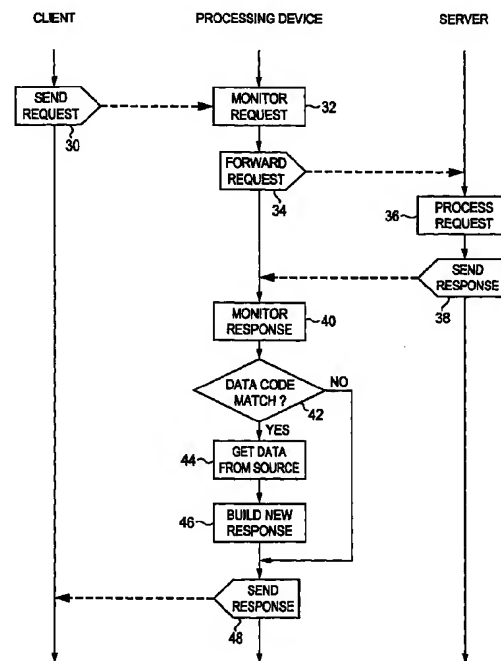 CLIENT
PROCESSING DEVICE
SERVER
SEND
REQUEST
30
MONITOR
REQUEST
32
FORWARD
REQUEST
34
PROCESS
REQUEST
36
SEND
RESPONSE
38
MONITOR
RESPONSE
40
DATA CODE
MATCH ?
42
NO
YES
GET DATA
FROM SOURCE
44
BUILD NEW
RESPONSE
46
SEND
RESPONSE
48